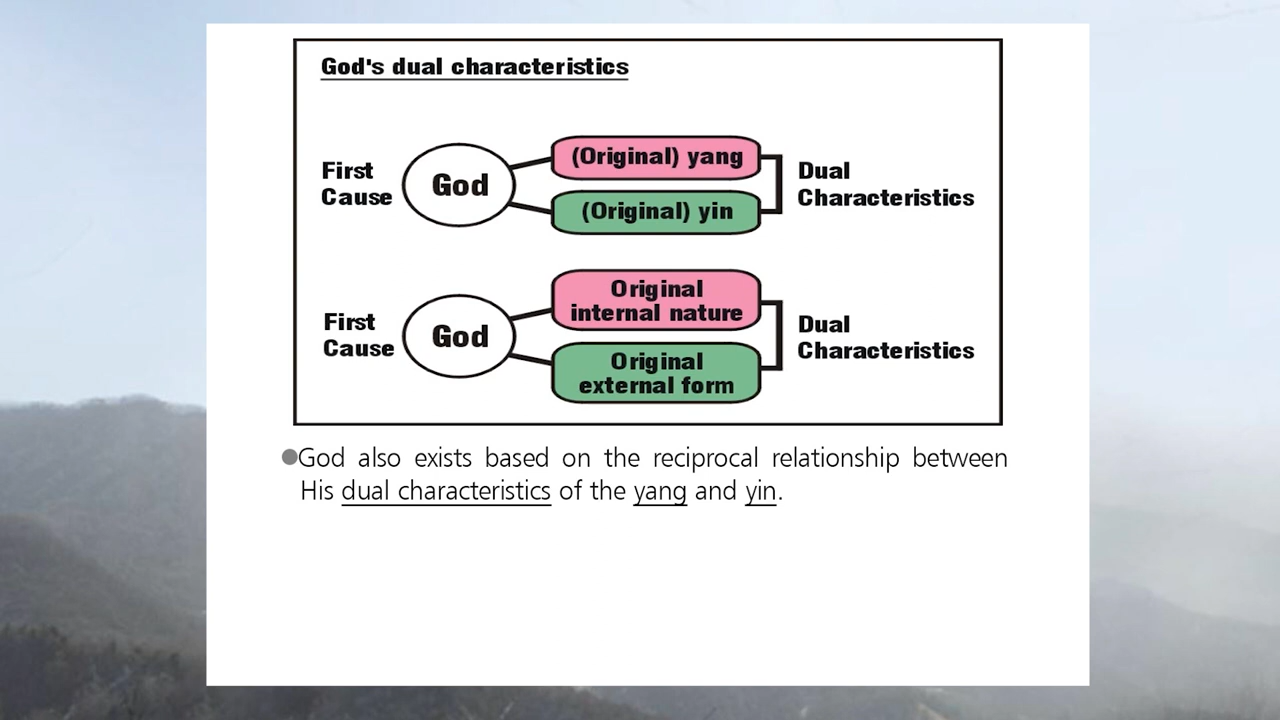 God's dual characteristics
First
Cause
God
(Original) yang
(Original) yin
Dual
Characteristics
First
Cause
God
Original
internal nature
Original
external form
Dual
Characteristics
●God also exists based on the reciprocal relationship between
His dual characteristics of the yang and yin.